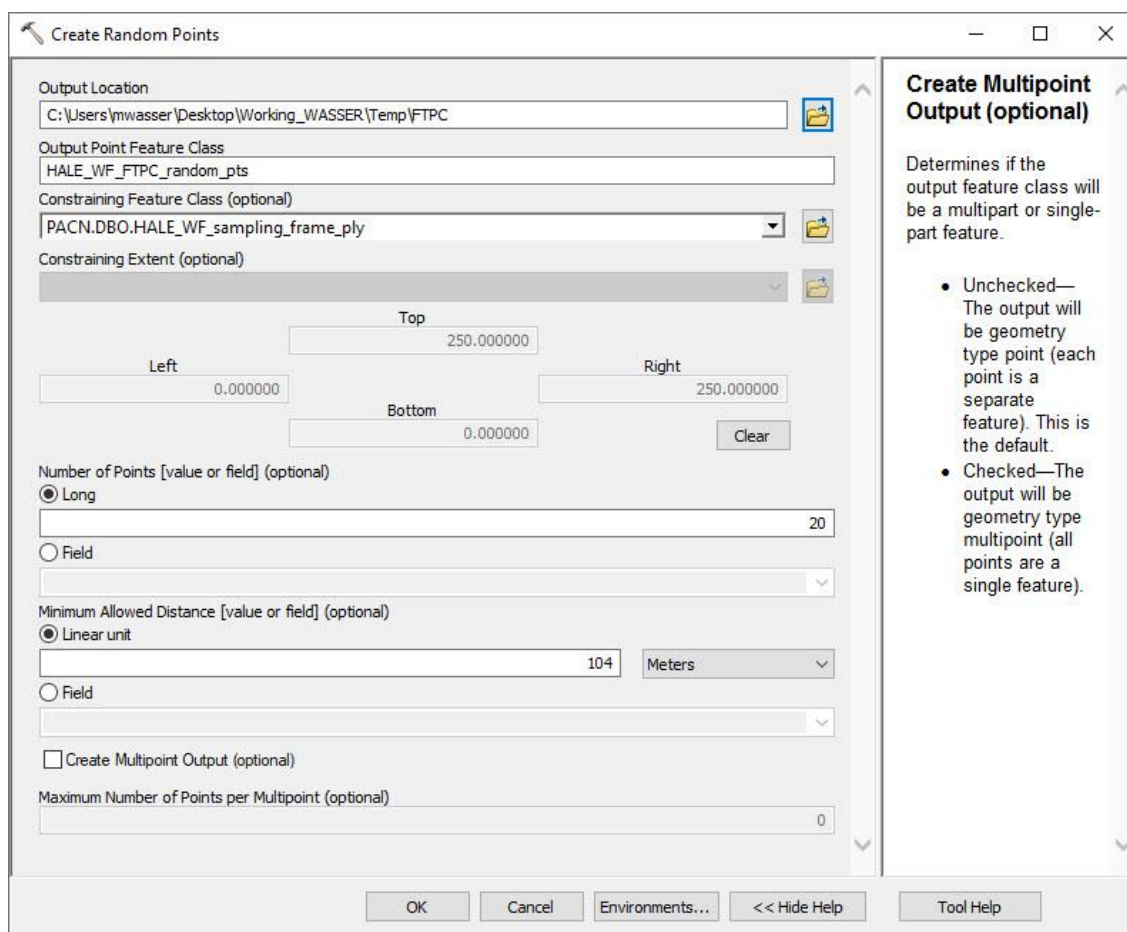 Create Random Points
Output Location
C:\Users\mwasser\Desktop\Working_WASSER\Temp\FTPC
Output Point Feature Class
HALE_WF_FTPC_random_pts
Constraining Feature Class (optional)
PACN.DBO.HALE_WF_sampling_frame_ply
Constraining Extent (optional)
Top
250.000000
Left
Right
0.000000
250.000000
Bottom
0.000000
Clear
Number of Points [value or field] (optional)
Long
20
Field
Minimum Allowed Distance [value or field] (optional)
Linear unit
104
Meters
Field
Create Multipoint Output (optional)
Maximum Number of Points per Multipoint (optional)
0
OK
Cancel
Environments...
<< Hide Help
Tool Help
Create Multipoint
Output (optional)
Determines if the
output feature class will
be a multipart or single-
part feature.
• Unchecked—
The output will
be geometry
type point (each
point is a
separate
feature). This is
the default.
• Checked—The
output will be
geometry type
multipoint (all
points are a
single feature).